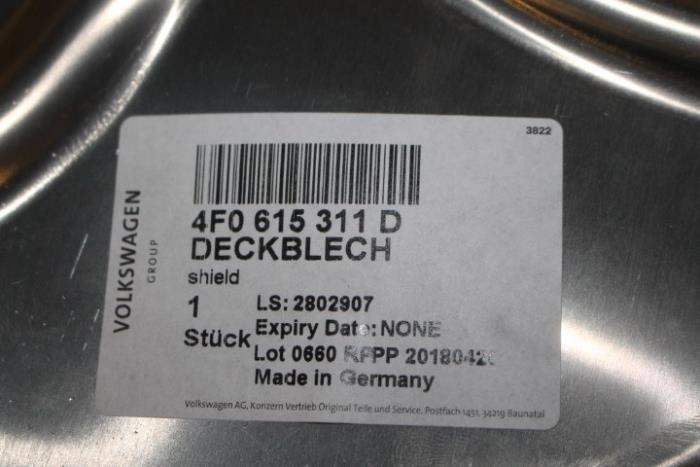 3822
VOLKSWAGEN
GROUP
4F0 615 311 D
DECKBLECH
shield
1
Stück
LS: 2802907
Expiry Date: NONE
Lot 0660 RFPP
Made in Germany
Volkswagen AG, Konzern Vertrieb Original Teile und Service, Postfach 1451, 34219 Baunatal